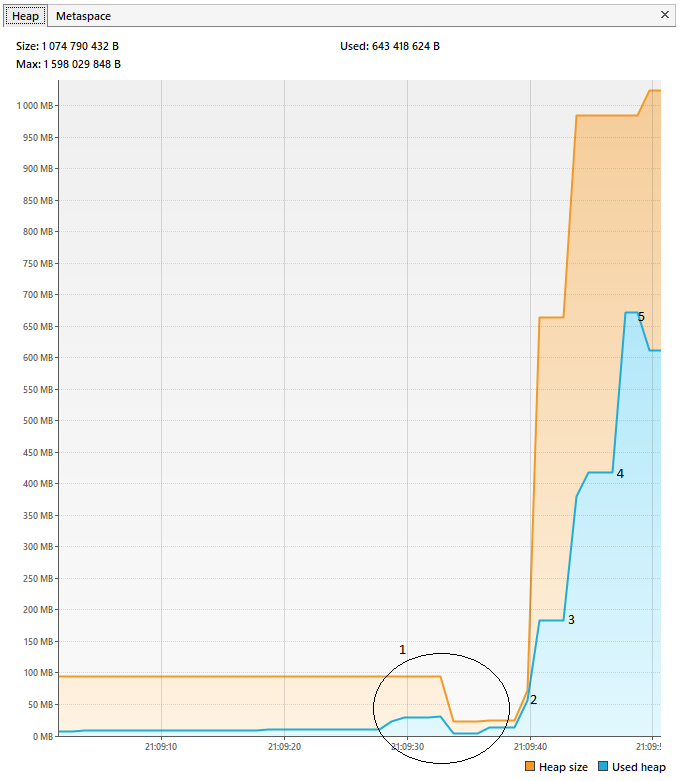 Heap Metaspace ×
Size: 1 074 790 432 B Used: 643 418 624 B
Max: 1 598 029 848 B
1 000 MB
950 MB
900 MB
850 MB
800 MB
750 MB
700 MB
650 MB
5
600 MB
550 MB
500 MB
450 MB
4
400 MB
350 MB
300 MB
250 MB
200 MB
3
150 MB
1
100 MB
50 MB
2
0 MB
21:09:10 21:09:20 21:09:30 21:09:40 21:09:5
Heap size Used heap